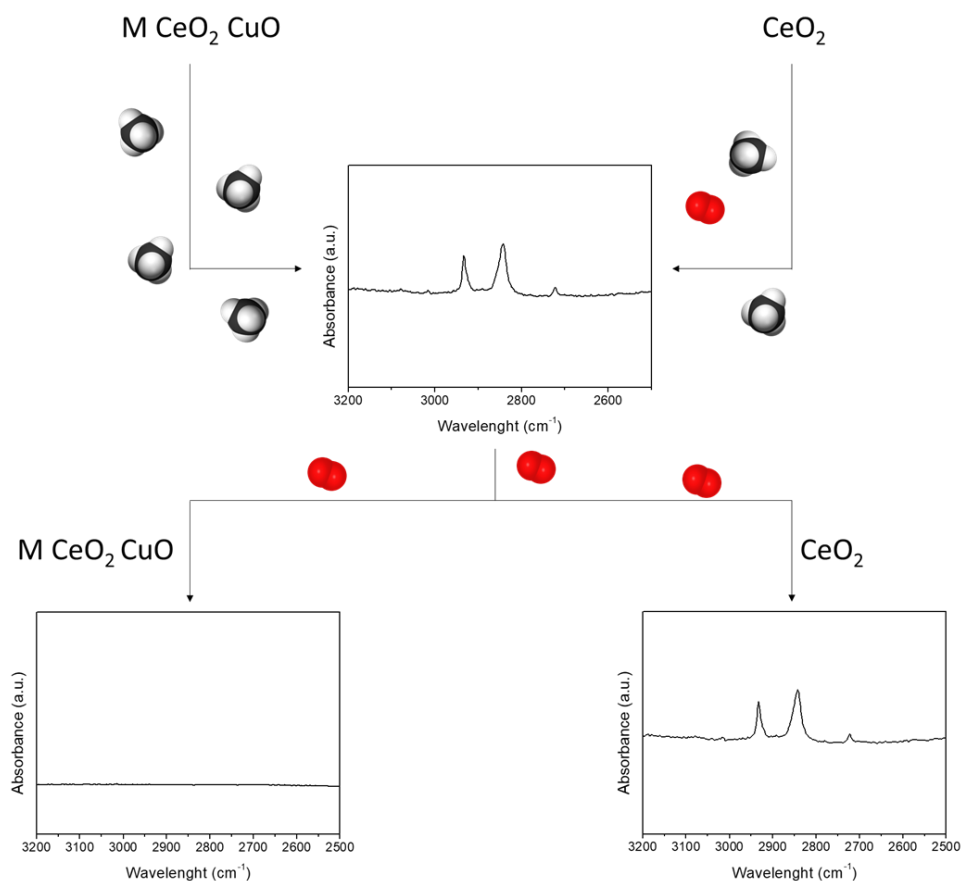 M CeO₂ CuO
CeO₂
Absorbance (a.u.)
3200 3000 2800 2600
Wavelenght (cm⁻¹)
M CeO₂ CuO
CeO₂
Absorbance (a.u.)
3200 3100 3000 2900 2800 2700 2600 2500
Wavelenght (cm⁻¹)
Absorbance (a.u.)
3200 3100 3000 2900 2800 2700 2600 2500
Wavelenght (cm⁻¹)